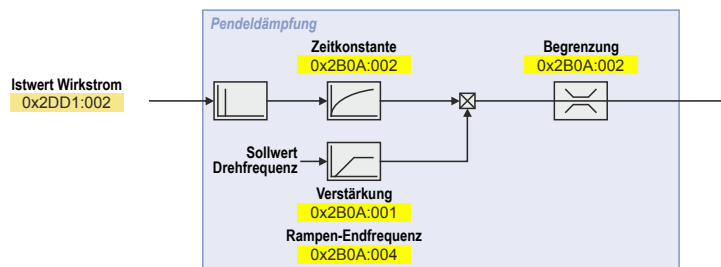 Pendeldämpfung
Zeitkonstante
0x2B0A:002
Begrenzung
0x2B0A:002
Istwert Wirkstrom
0x2DD1:002
Sollwert
Drehfrequenz
Verstärkung
0x2B0A:001
Rampen-Endfrequenz
0x2B0A:004